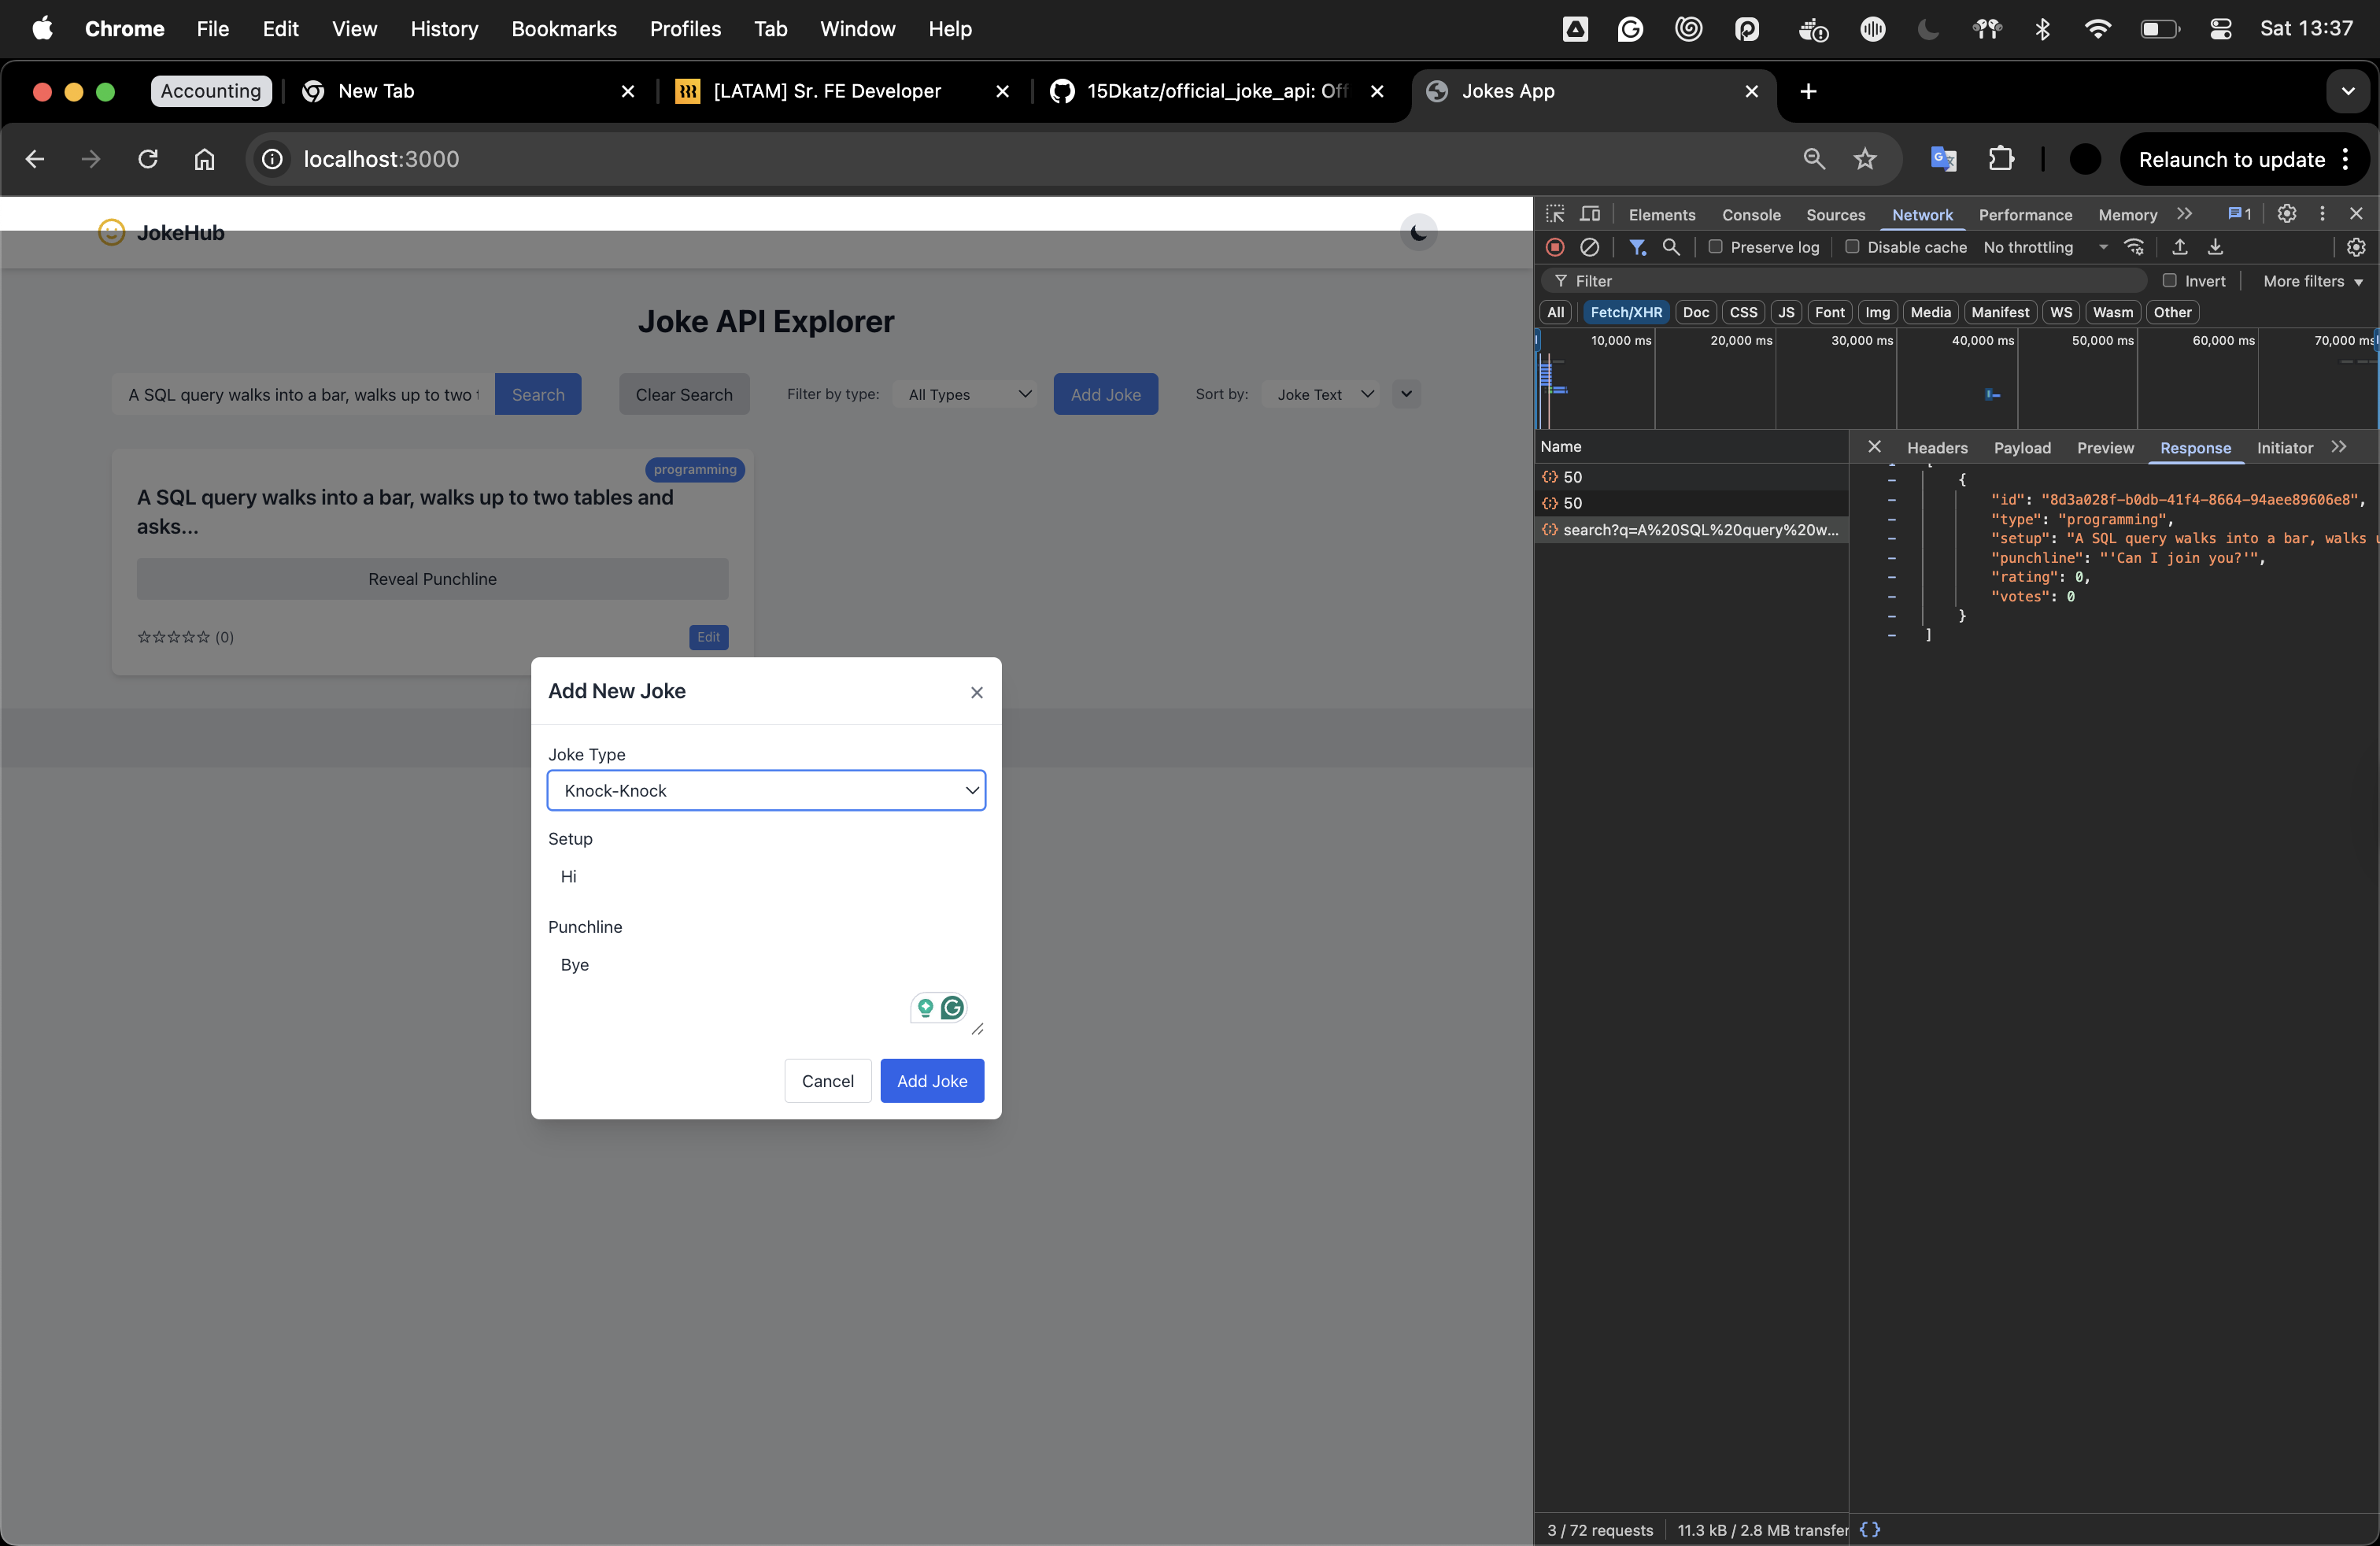 Chrome File Edit View History Bookmarks Profiles Tab Window Help Sat 13:37
Accounting New Tab [LATAM] Sr. FE Developer 15Dkatz/official_joke_api: Off Jokes App
localhost:3000 Relaunch to update
JokeHub
Joke API Explorer
A SQL query walks into a bar, walks up to two Search Clear Search Filter by type: All Types Add Joke Sort by: Joke Text
programming
A SQL query walks into a bar, walks up to two tables and
asks...
Reveal Punchline
(0) Edit
Add New Joke
Joke Type
Knock-Knock
Setup
Hi
Punchline
Bye
Cancel Add Joke
Elements Console Sources Network Performance Memory 1
Preserve log Disable cache No throttling
Filter Invert More filters
All Fetch/XHR Doc CSS JS Font Img Media Manifest WS Wasm Other
10,000 ms 20,000 ms 30,000 ms 40,000 ms 50,000 ms 60,000 ms 70,000 ms
Name Headers Payload Preview Response Initiator
50
50
search?q=A%20SQL%20query%20w...
{
"id": "8d3a028f-b0db-41f4-8664-94aee89606e8",
"type": "programming",
"setup": "A SQL query walks into a bar, walks
"punchline": "'Can I join you?'",
"rating": 0,
"votes": 0
}
]
3 / 72 requests 11.3 kB / 2.8 MB transfer {}